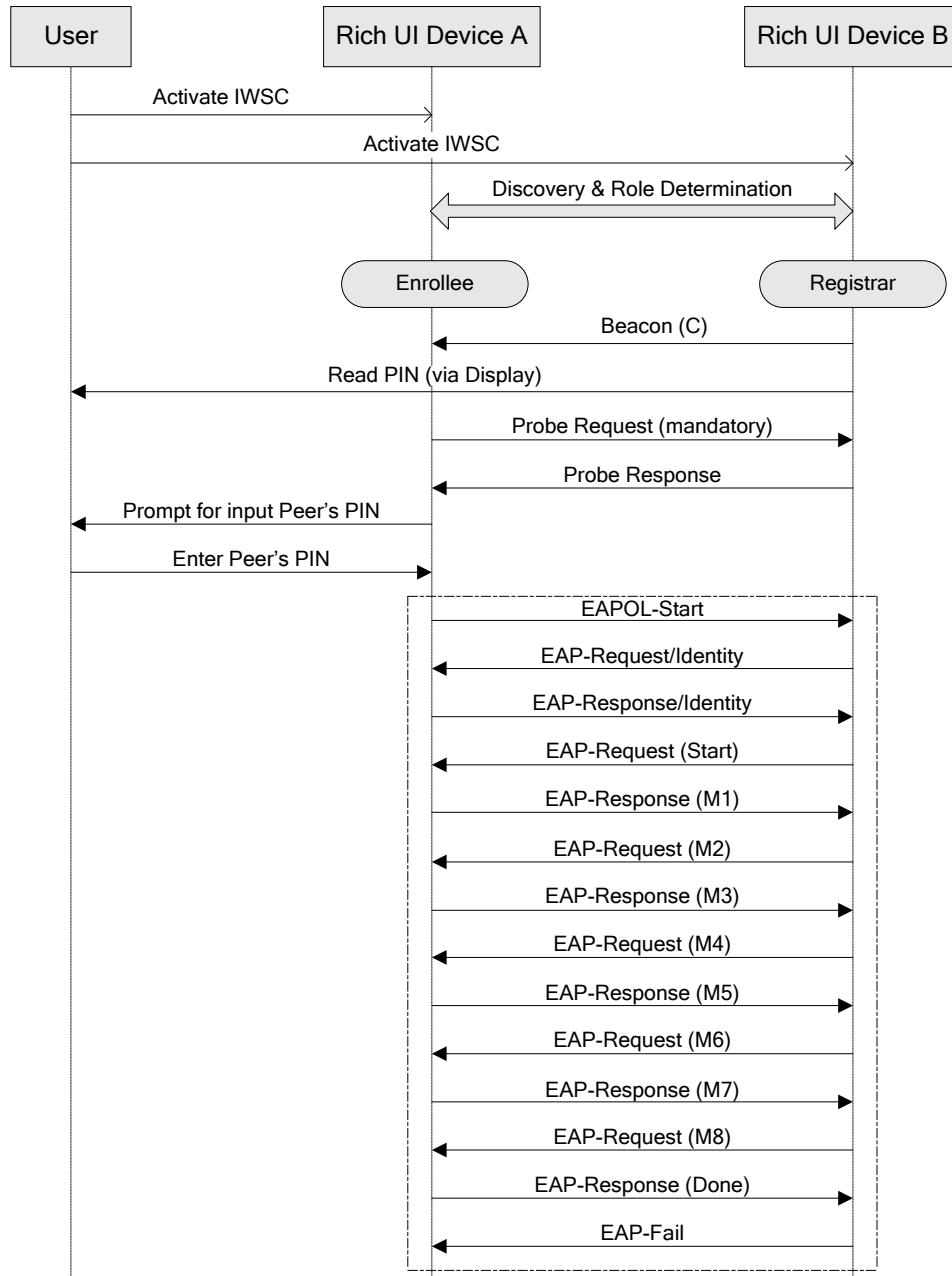 User
Rich UI Device A
Rich UI Device B
Activate IWSC
Activate IWSC
Discovery & Role Determination
Enrollee
Registrar
Beacon (C)
Read PIN (via Display)
Probe Request (mandatory)
Probe Response
Prompt for input Peer’s PIN
Enter Peer’s PIN
EAPOL-Start
EAP-Request/Identity
EAP-Response/Identity
EAP-Request (Start)
EAP-Response (M1)
EAP-Request (M2)
EAP-Response (M3)
EAP-Request (M4)
EAP-Response (M5)
EAP-Request (M6)
EAP-Response (M7)
EAP-Request (M8)
EAP-Response (Done)
EAP-Fail